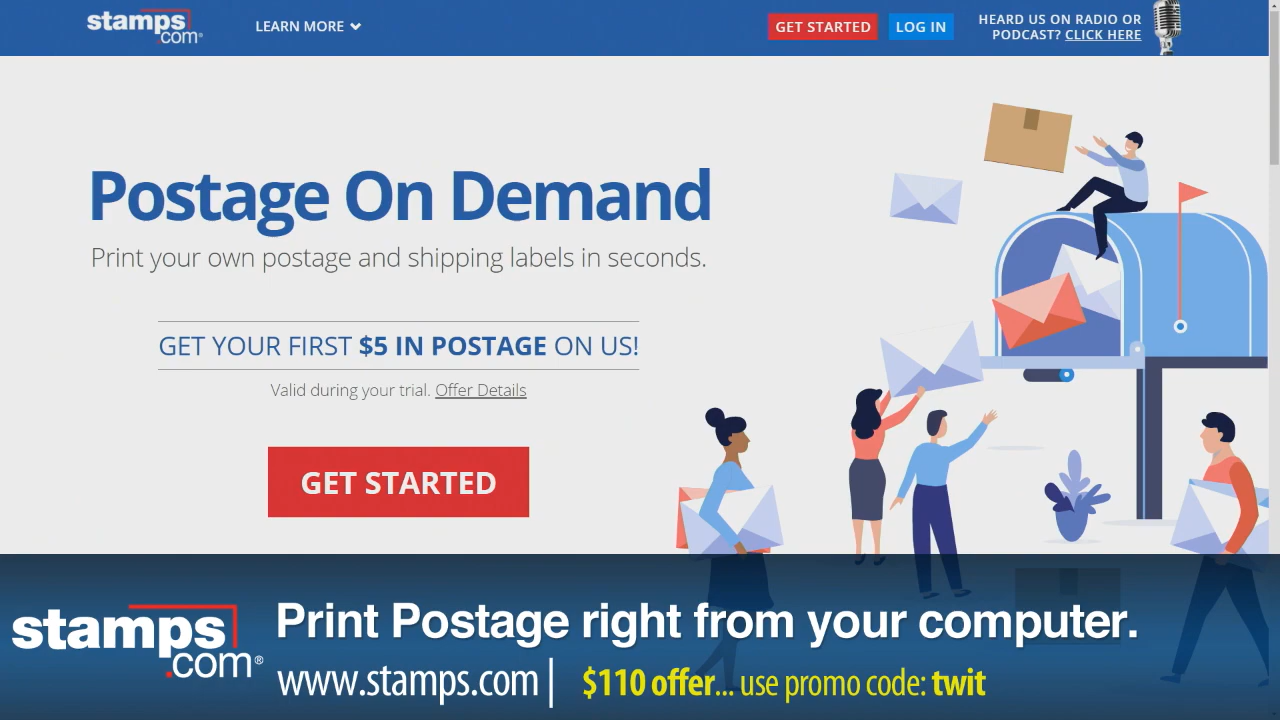 stamps
.com®
LEARN MORE
GET STARTED
LOG IN
HEARD US ON RADIO OR
PODCAST? CLICK HERE
Postage On Demand
Print your own postage and shipping labels in seconds.
GET YOUR FIRST $5 IN POSTAGE ON US!
Valid during your trial. Offer Details
GET STARTED
stamps
.com®
Print Postage right from your computer.
www.stamps.com
$110 offer... use promo code: twit